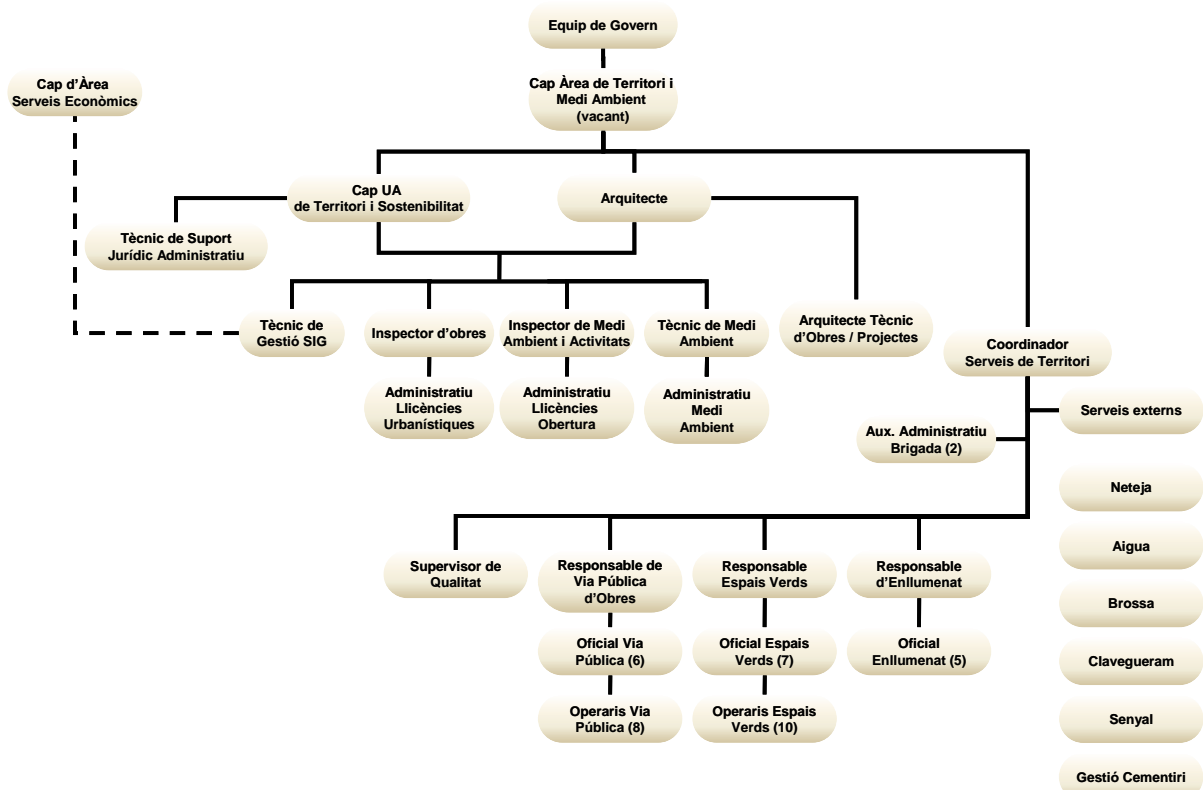 Equip de Govern
Cap d’Àrea
Serveis Econòmics
Cap Àrea de Territori i
Medi Ambient
(vacant)
Cap UA
de Territori i Sostenibilitat
Arquitecte
Tècnic de Suport
Jurídic Administratiu
Tècnic de
Gestió SIG
Inspector d’obres
Inspector de Medi
Ambient i Activitats
Tècnic de Medi
Ambient
Arquitecte Tècnic
d’Obres / Projectes
Coordinador
Serveis de Territori
Administratiu
Llicències
Urbanístiques
Administratiu
Llicències
Obertura
Administratiu
Medi
Ambient
Serveis externs
Aux. Administratiu
Brigada (2)
Neteja
Aigua
Brossa
Clavegueram
Senyal
Gestió Cementiri
Supervisor de
Qualitat
Responsable de
Via Pública
d’Obres
Responsable
Espais Verds
Responsable
d’Enllumenat
Oficial Via
Pública (6)
Oficial Espais
Verds (7)
Oficial
Enllumenat (5)
Operaris Via
Pública (8)
Operaris Espais
Verds (10)